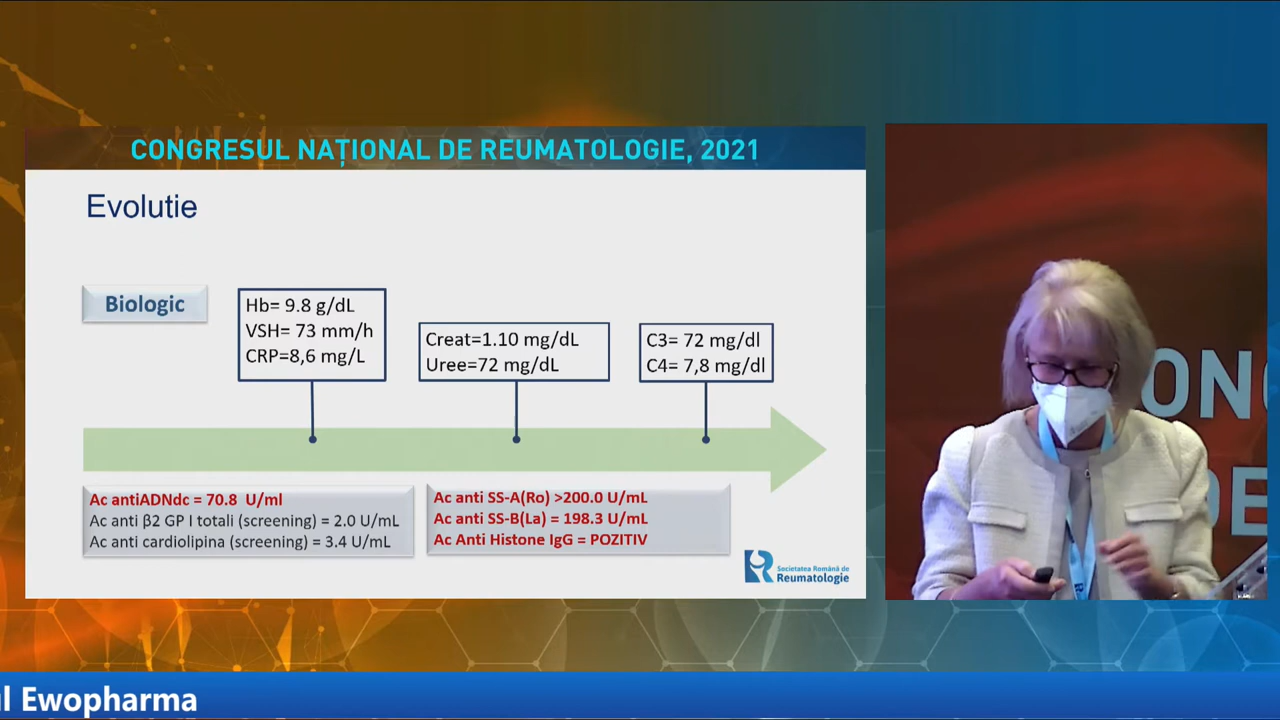 CONGRESUL NAȚIONAL DE REUMATOLOGIE, 2021
Evolutie
Biologic
Hb= 9.8 g/dL
VSH= 73 mm/h
CRP=8,6 mg/L
Creat=1.10 mg/dL
Uree=72 mg/dL
C3= 72 mg/dl
C4= 7,8 mg/dl
Ac antiADNdc = 70.8 U/ml
Ac anti β2 GP I totali (screening) = 2.0 U/mL
Ac anti cardiolipina (screening) = 3.4 U/mL
Ac anti SS-A(Ro) >200.0 U/mL
Ac anti SS-B(La) = 198.3 U/mL
Ac Anti Histone IgG = POZITIV
Societatea Română de
Reumatologie
ONG
DE
ul Ewopharma